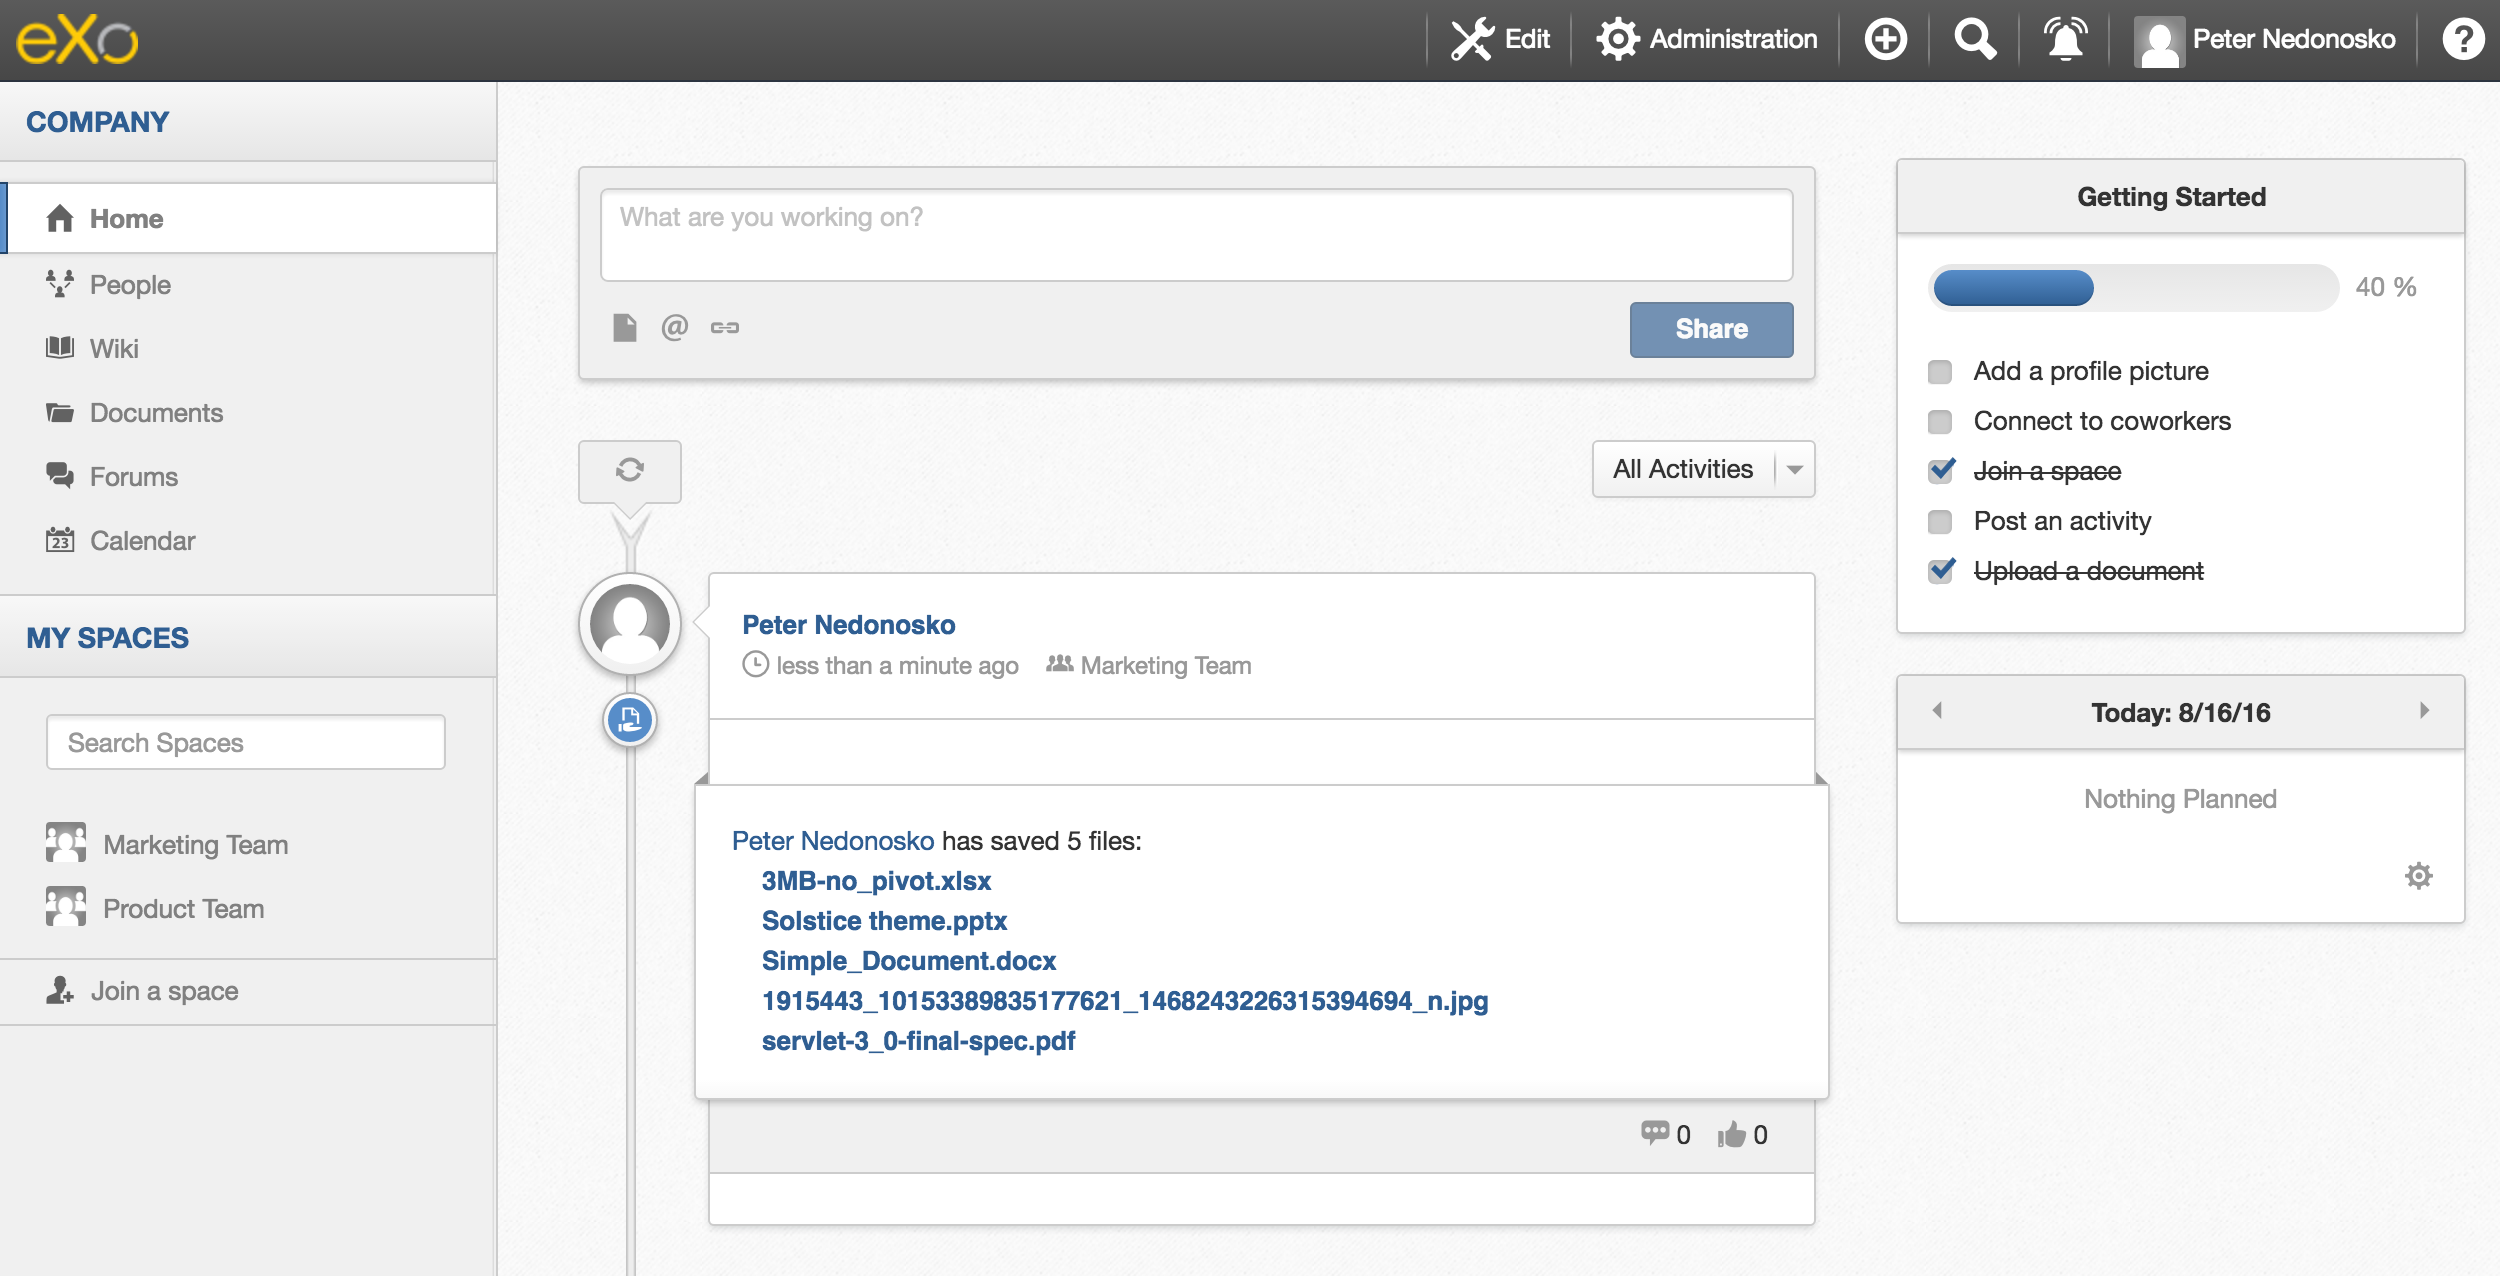 eXo
Edit
Administration
Peter Nedonosko
?
COMPANY
Home
People
Wiki
Documents
Forums
23
Calendar
MY SPACES
Search Spaces
Marketing Team
Product Team
Join a space
What are you working on?
@
Share
All Activities
Peter Nedonosko
less than a minute ago Marketing Team
Peter Nedonosko has saved 5 files:
3MB-no_pivot.xlsx
Solstice theme.pptx
Simple_Document.docx
1915443_10153389835177621_1468243226315394694_n.jpg
servlet-3_0-final-spec.pdf
0 0
Getting Started
40 %
Add a profile picture
Connect to coworkers
Join a space
Post an activity
Upload a document
Today: 8/16/16
Nothing Planned